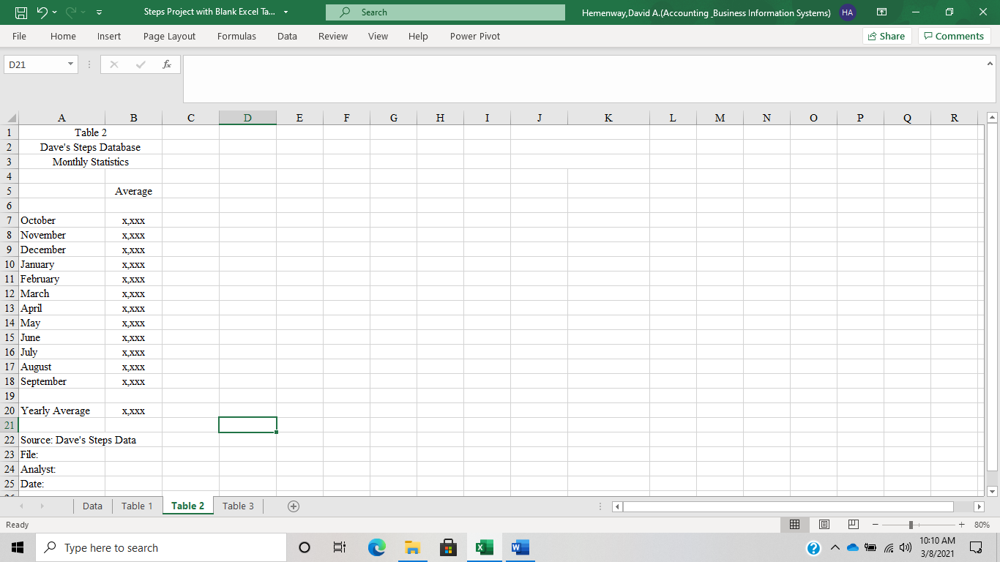 Steps Project with Blank Excel Ta...
Search
Hemenway,David A.(Accounting _Business Information Systems)
HA
File Home Insert Page Layout Formulas Data Review View Help Power Pivot
Share Comments
D21
fx
A B C D E F G H I J K L M N O P Q R
1 Table 2
2 Dave's Steps Database
3 Monthly Statistics
4
5 Average
6
7 October x,xxx
8 November x,xxx
9 December x,xxx
10 January x,xxx
11 February x,xxx
12 March x,xxx
13 April x,xxx
14 May x,xxx
15 June x,xxx
16 July x,xxx
17 August x,xxx
18 September x,xxx
19
20 Yearly Average x,xxx
21
22 Source: Dave's Steps Data
23 File:
24 Analyst:
25 Date:
Data Table 1 Table 2 Table 3
Ready
80%
Type here to search
10:10 AM
3/8/2021